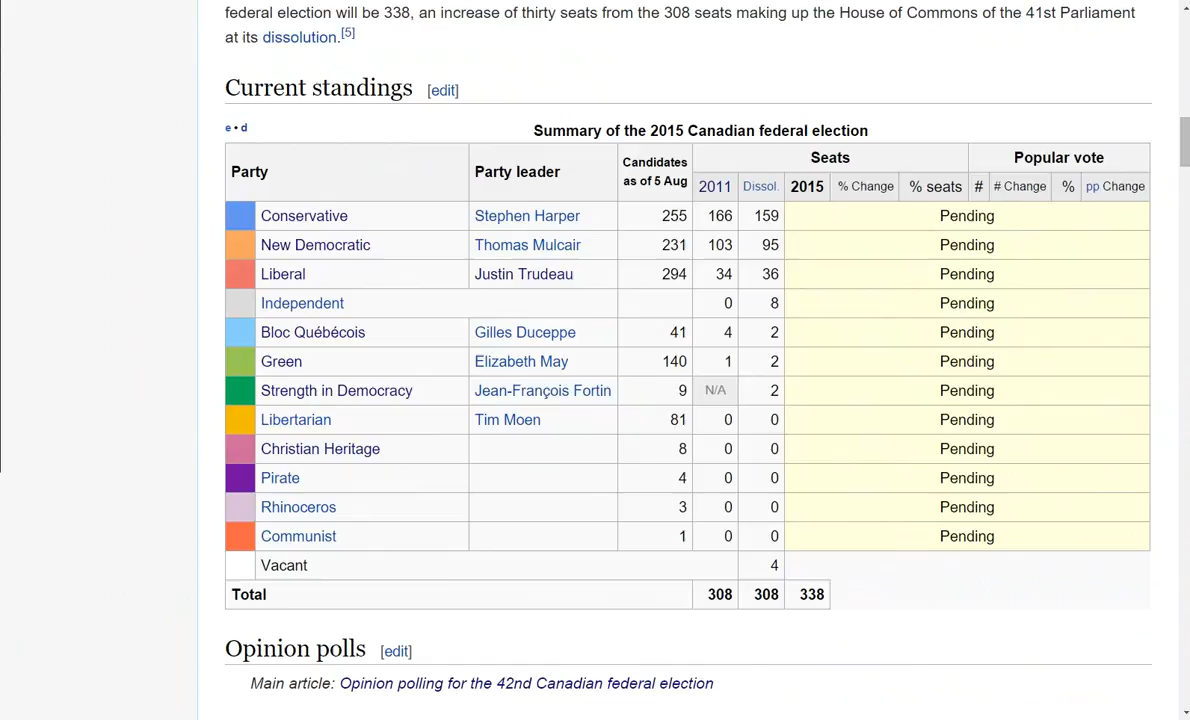 federal election will be 338, an increase of thirty seats from the 308 seats making up the House of Commons of the 41st Parliament
at its dissolution.[5]
Current standings [edit]
e • d
Summary of the 2015 Canadian federal election
Party Party leader Candidates as of 5 Aug Seats Popular vote
2011 Dissol. 2015 % Change % seats # # Change % pp Change
Conservative Stephen Harper 255 166 159 Pending
New Democratic Thomas Mulcair 231 103 95 Pending
Liberal Justin Trudeau 294 34 36 Pending
Independent 0 8 Pending
Bloc Québécois Gilles Duceppe 41 4 2 Pending
Green Elizabeth May 140 1 2 Pending
Strength in Democracy Jean-François Fortin 9 N/A 2 Pending
Libertarian Tim Moen 81 0 0 Pending
Christian Heritage 8 0 0 Pending
Pirate 4 0 0 Pending
Rhinoceros 3 0 0 Pending
Communist 1 0 0 Pending
Vacant 4
Total 308 308 338
Opinion polls [edit]
Main article: Opinion polling for the 42nd Canadian federal election